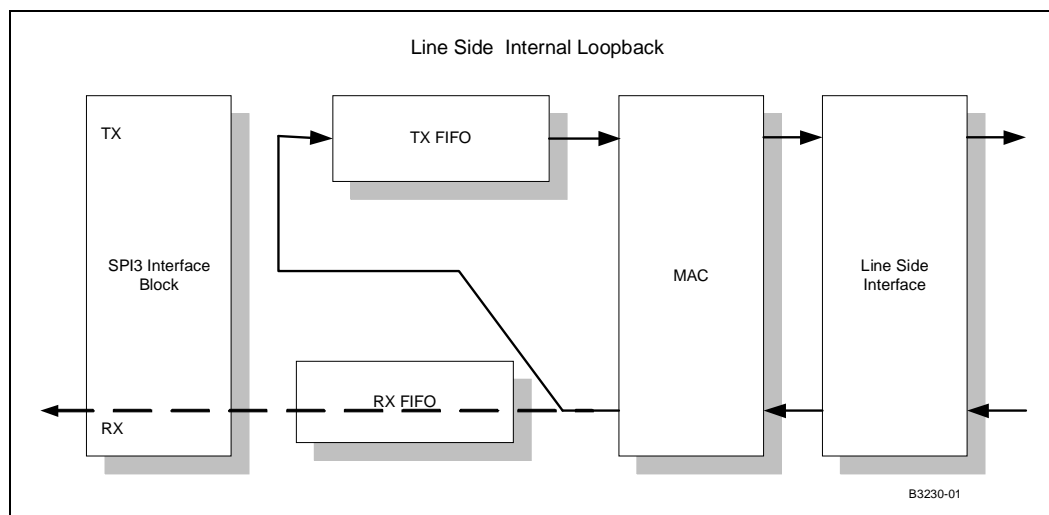 Line Side Internal Loopback
TX
TX FIFO
SPI3 Interface
Block
MAC
Line Side
Interface
RX FIFO
RX
B3230-01